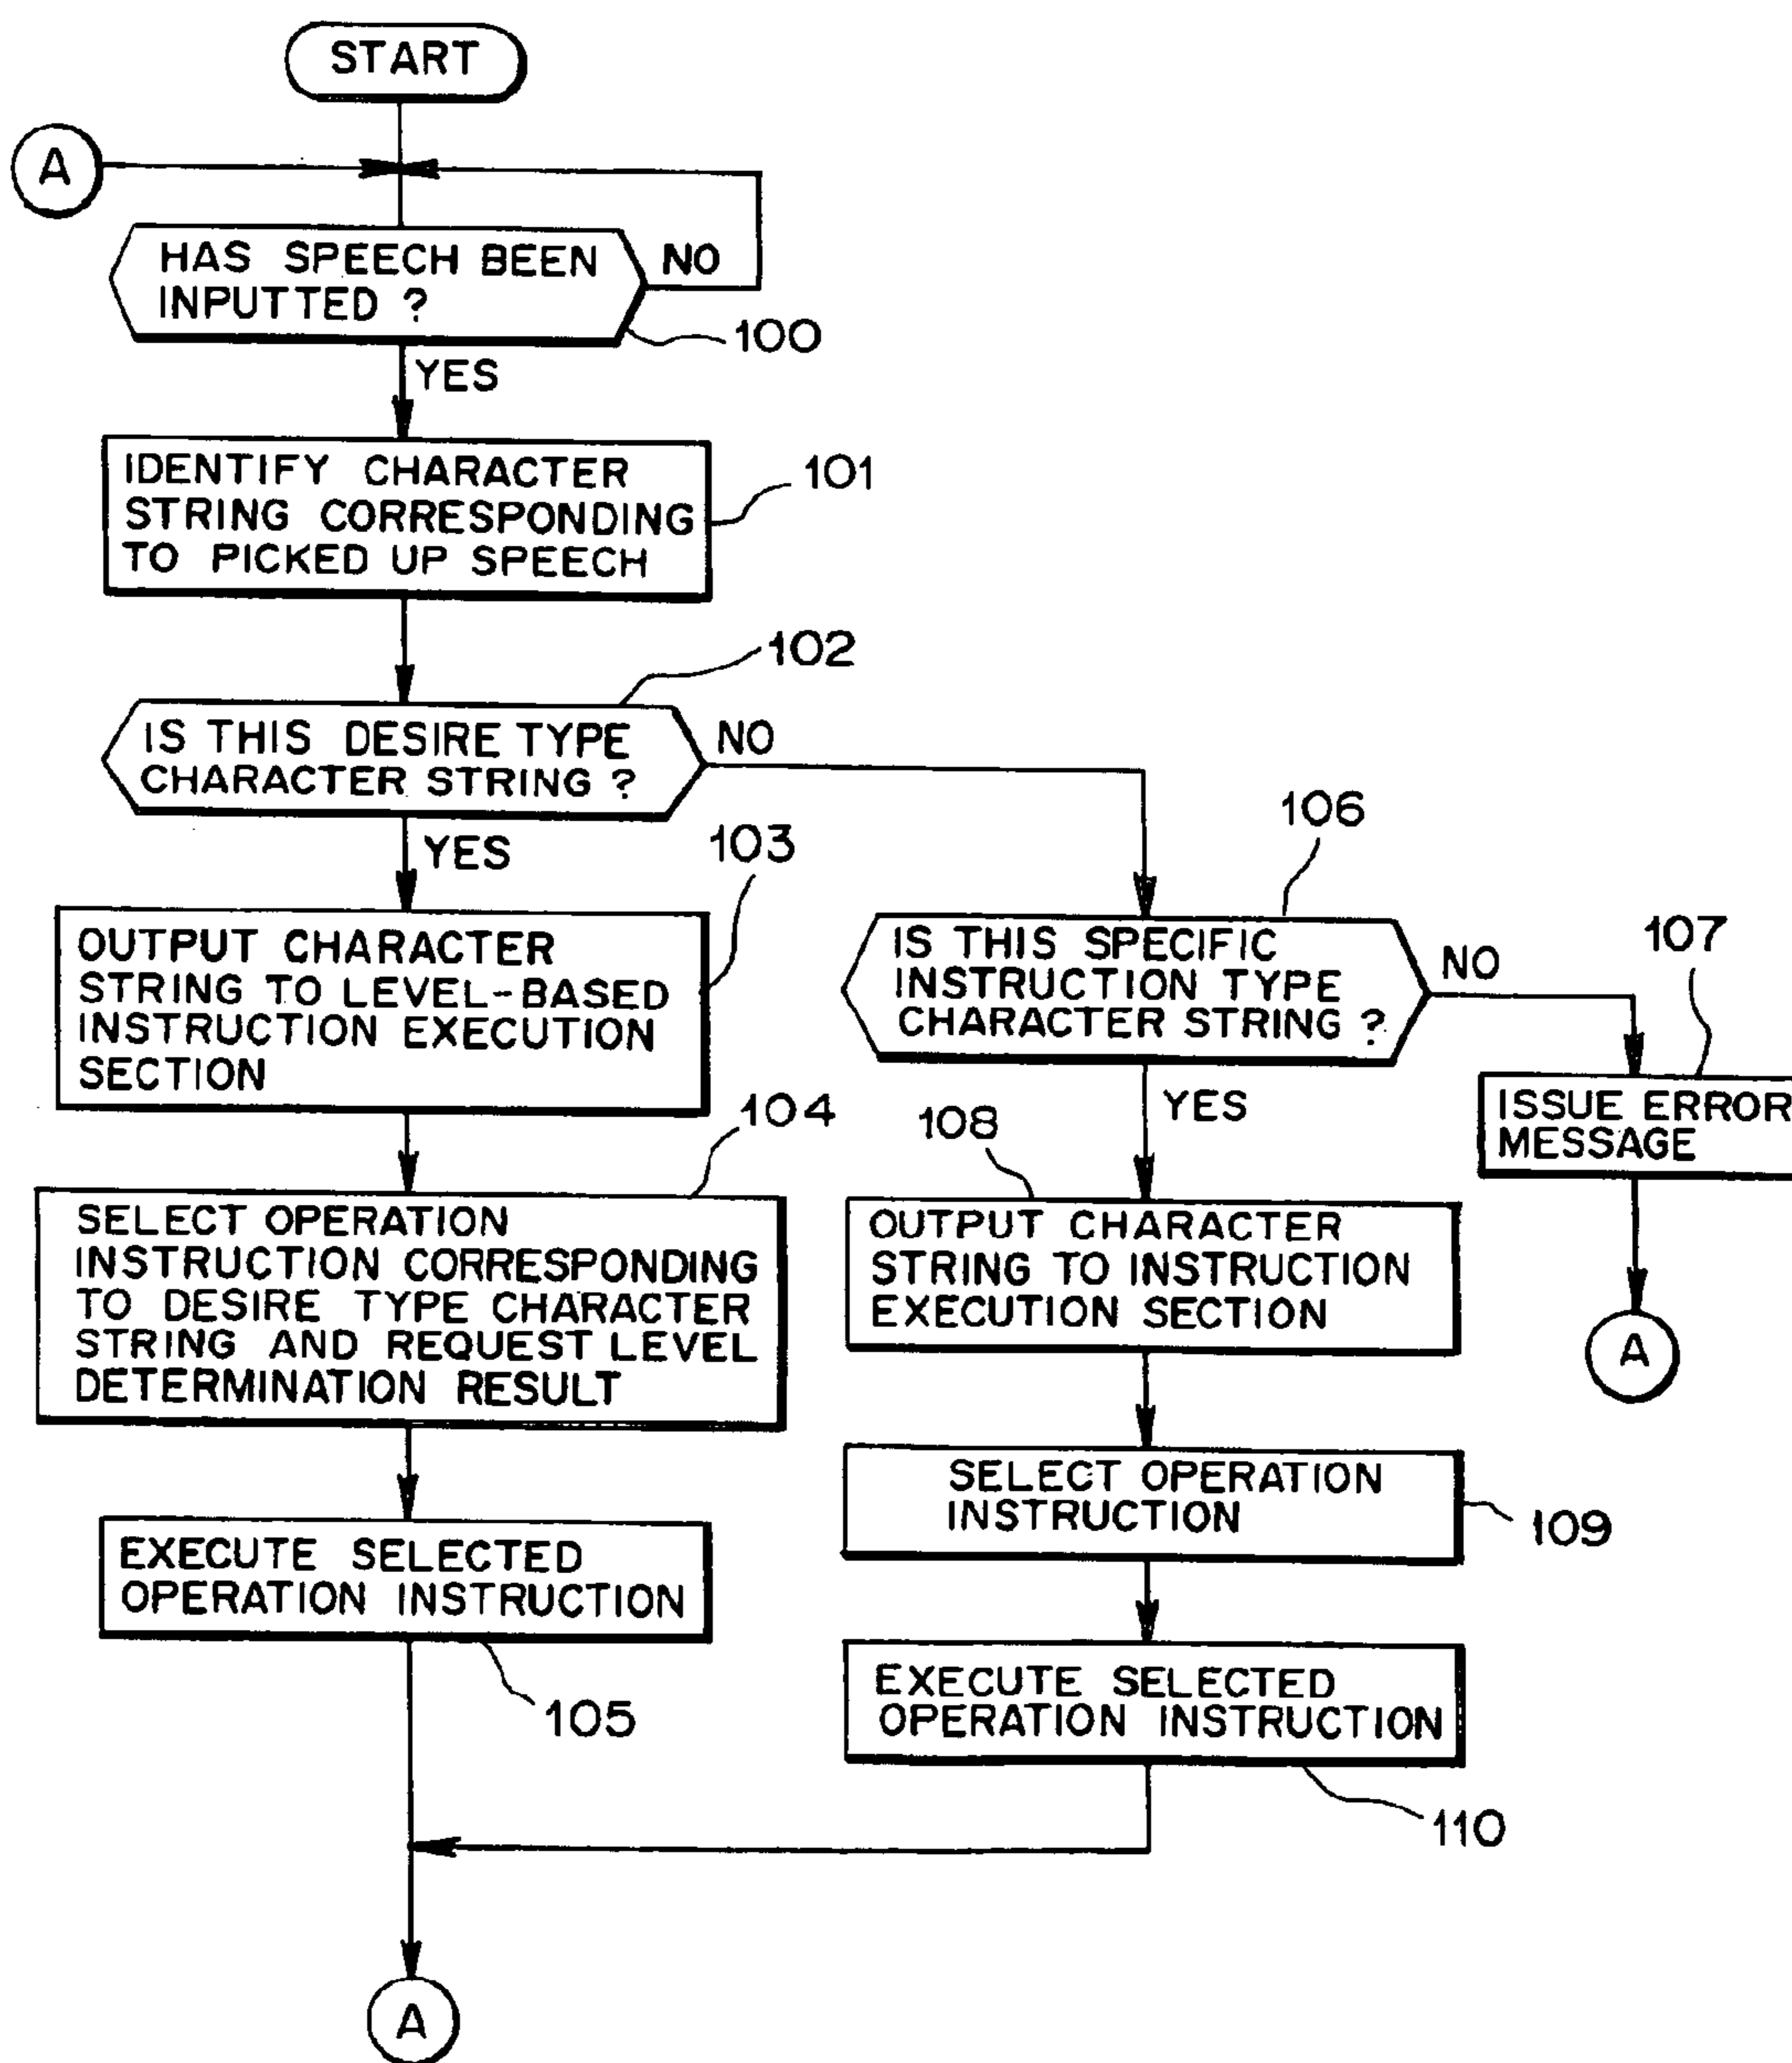 START
A
HAS SPEECH BEEN
INPUTTED ?
NO
100
YES
IDENTIFY CHARACTER
STRING CORRESPONDING
TO PICKED UP SPEECH
101
102
IS THIS DESIRE TYPE
CHARACTER STRING ?
NO
YES
103
OUTPUT CHARACTER
STRING TO LEVEL-BASED
INSTRUCTION EXECUTION
SECTION
106
IS THIS SPECIFIC
INSTRUCTION TYPE
CHARACTER STRING ?
NO
107
YES
ISSUE ERROR
MESSAGE
A
104
SELECT OPERATION
INSTRUCTION CORRESPONDING
TO DESIRE TYPE CHARACTER
STRING AND REQUEST LEVEL
DETERMINATION RESULT
108
OUTPUT CHARACTER
STRING TO INSTRUCTION
EXECUTION SECTION
SELECT OPERATION
INSTRUCTION
109
EXECUTE SELECTED
OPERATION INSTRUCTION
105
EXECUTE SELECTED
OPERATION INSTRUCTION
110
A